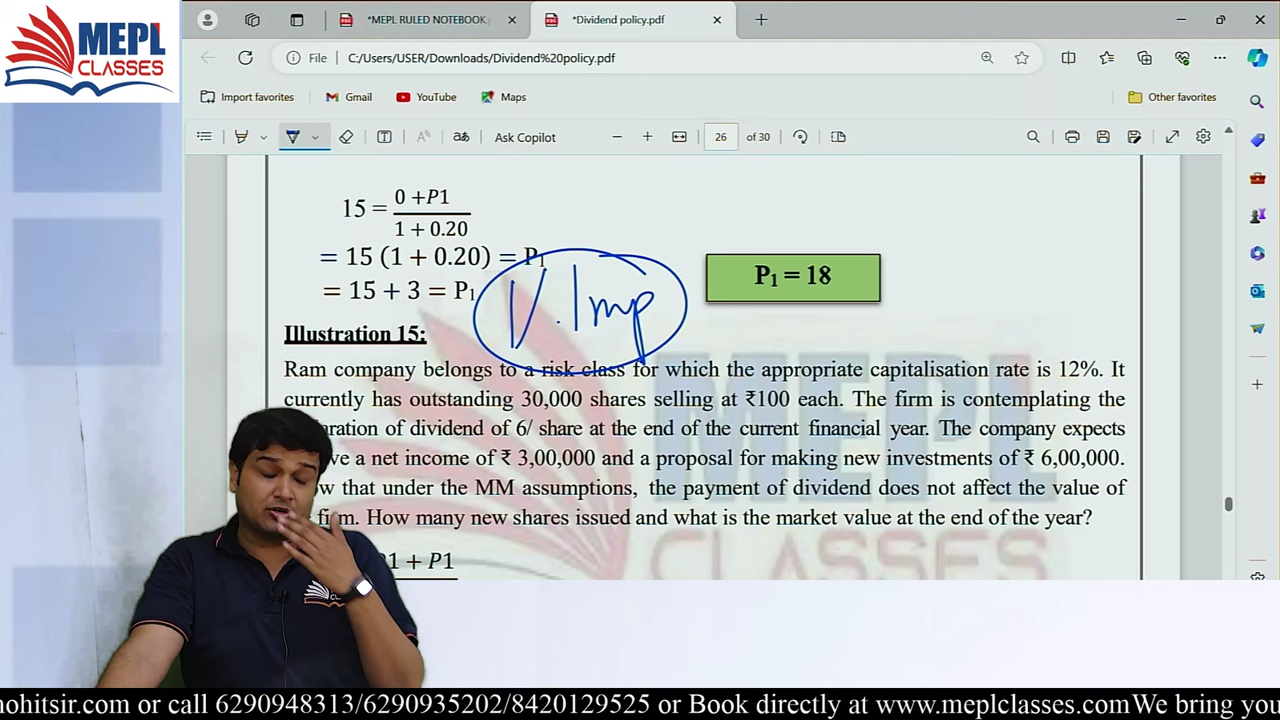 MEPL
CLASSES
*MEPL RULED NOTEBOOK.
*Dividend policy.pdf
File
C:/Users/USER/Downloads/Dividend%20policy.pdf
Import favorites
Gmail
YouTube
Maps
Other favorites
Ask Copilot
26
of 30
15 = 0 + P1
1 + 0.20
= 15 (1 + 0.20) = P1
= 15 + 3 = P1
P1 = 18
V. Imp
Illustration 15:
Ram company belongs to a risk class for which the appropriate capitalisation rate is 12%. It
currently has outstanding 30,000 shares selling at ₹100 each. The firm is contemplating the
of dividend of 6/ share at the end of the current financial year. The company expects
a net income of ₹ 3,00,000 and a proposal for making new investments of ₹ 6,00,000.
that under the MM assumptions, the payment of dividend does not affect the value of
firm. How many new shares issued and what is the market value at the end of the year?
1 + P1
MEPL
CLASSES
ohitsir.com or call 6290948313/6290935202/8420129525 or Book directly at www.meplclasses.comWe bring you